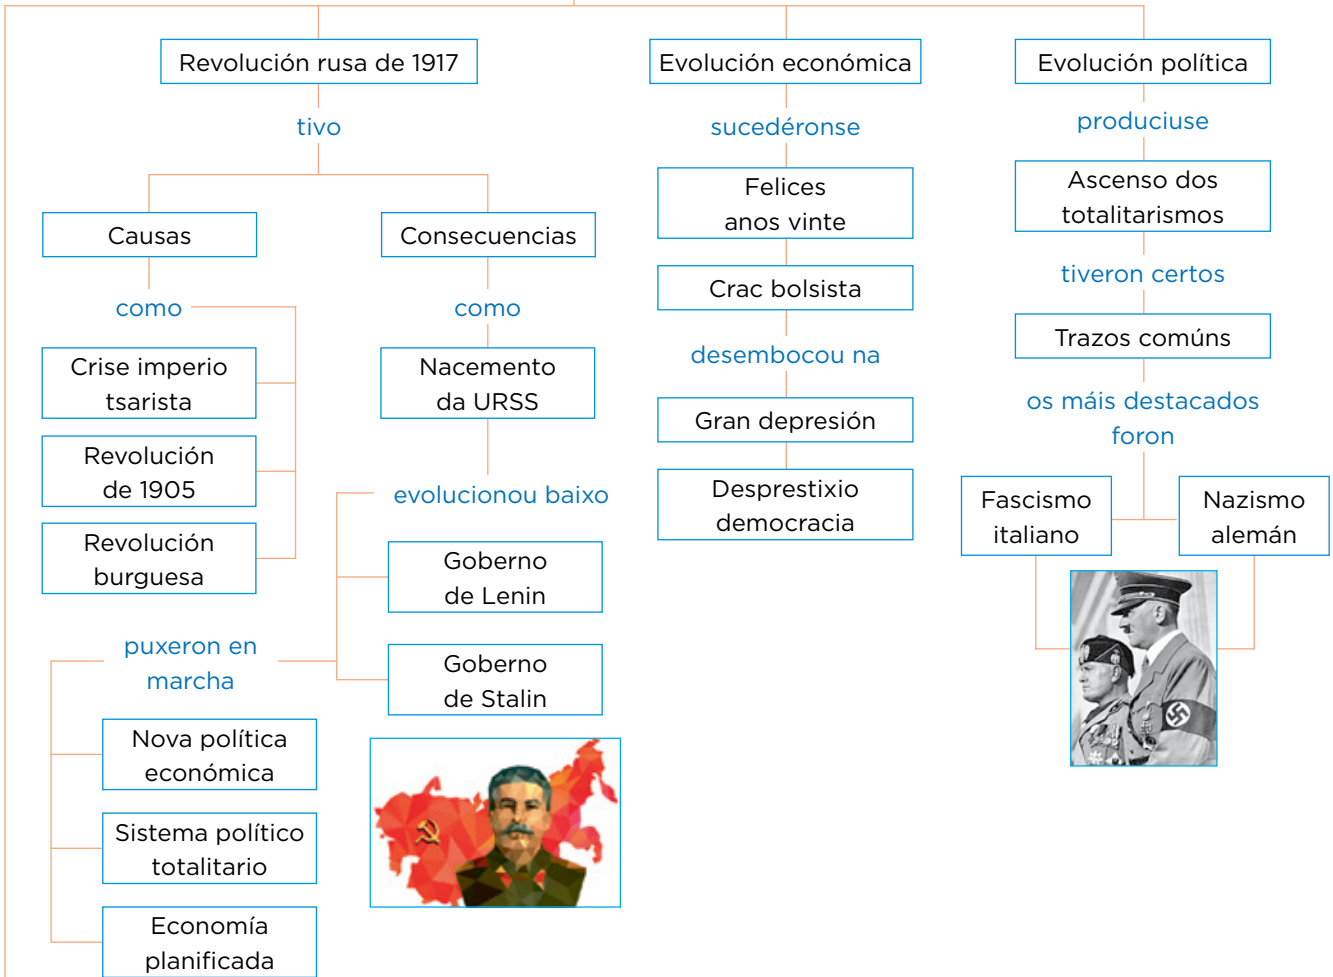 Revolución rusa de 1917
tivo
Causas
como
Crise imperio
tsarista
Revolución
de 1905
Revolución
burguesa
Consecuencias
como
Nacemento
da URSS
evolucionou baixo
Goberno
de Lenin
Goberno
de Stalin
puxeron en
marcha
Nova política
económica
Sistema político
totalitario
Economía
planificada
Evolución económica
sucedéronse
Felices
anos vinte
Crac bolsista
desembocou na
Gran depresión
Desprestixio
democracia
Evolución política
produciuse
Ascenso dos
totalitarismos
tiveron certos
Trazos comúns
os máis destacados
foron
Fascismo
italiano
Nazismo
alemán